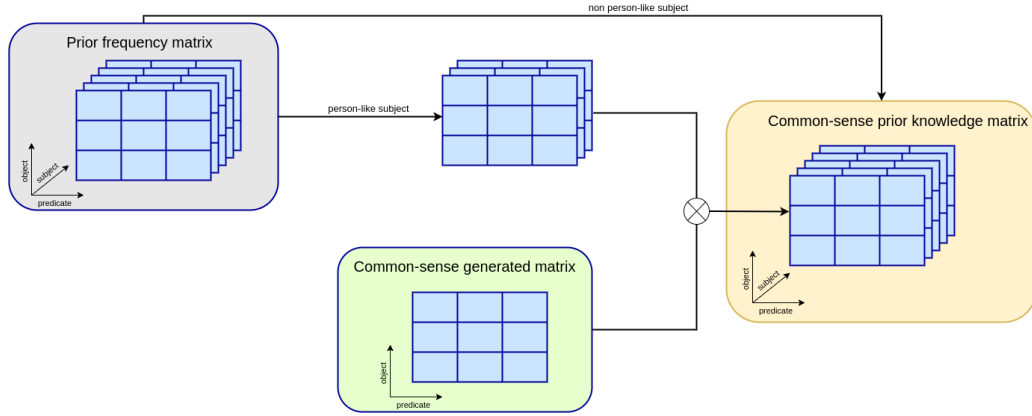 non person-like subject
Prior frequency matrix
object
subject
predicate
person-like subject
Common-sense prior knowledge matrix
object
subject
predicate
Common-sense generated matrix
object
predicate